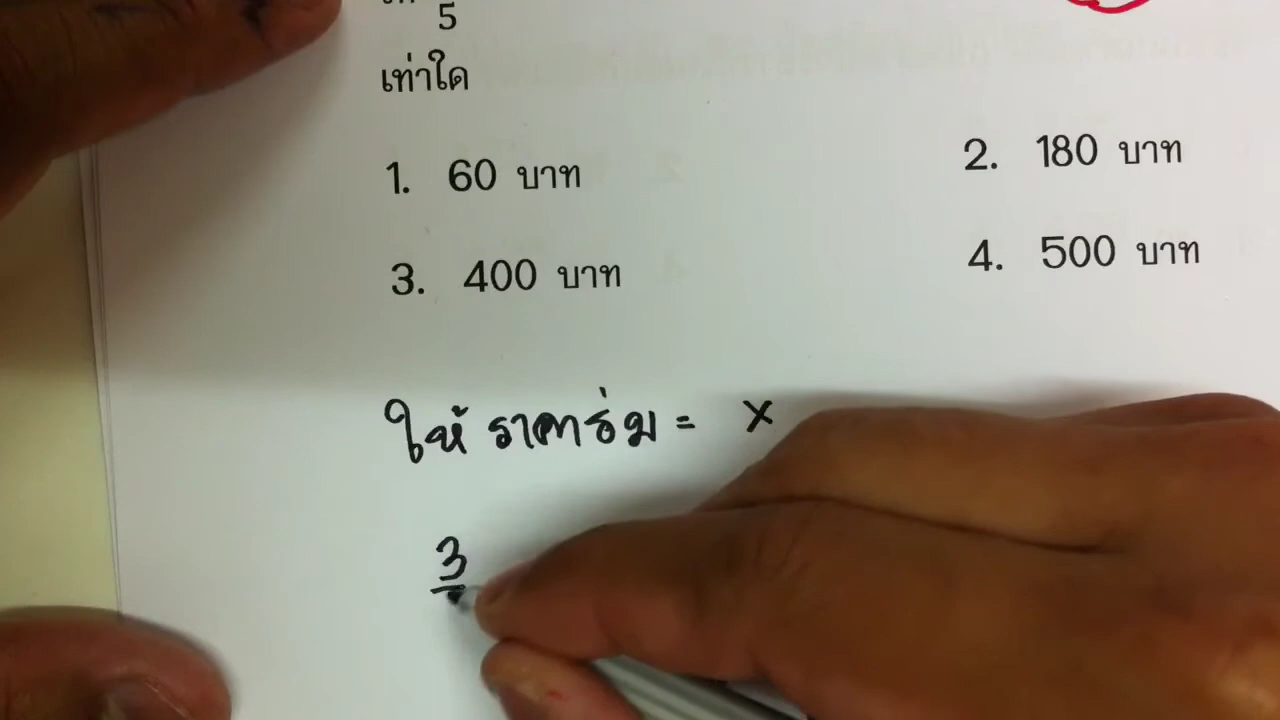 5
เท่าใด
1. 60 บาท
2. 180 บาท
3. 400 บาท
4. 500 บาท
ให้ ราคาร่ม = x
3